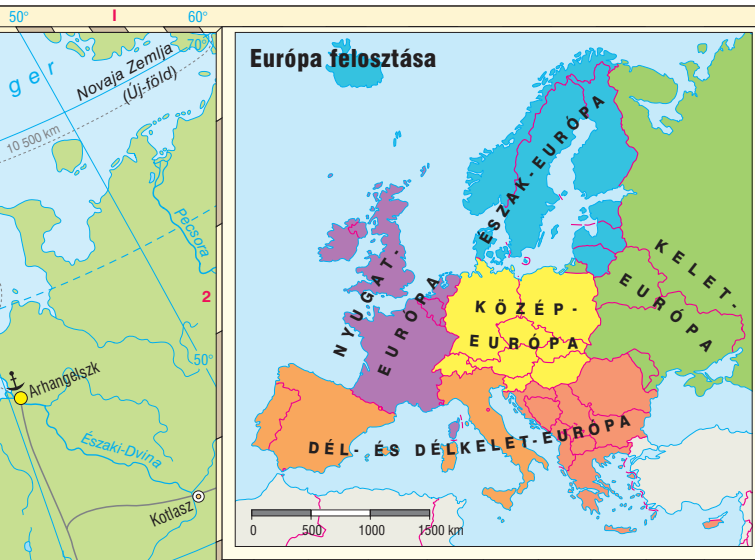 50°
I
60°
70°
ger
Novaja Zemlja
(Új-föld)
10 500 km
Pecsora
2
50°
Arhangelszk
Északi-Dvina
Kotlasz
Európa felosztása
ÉSZAK-EURÓPA
NYUGAT-
EURÓPA
KÖZÉP-
EURÓPA
KELET-
EURÓPA
DÉL- ÉS DÉLKELET-EURÓPA
0 500 1000 1500 km